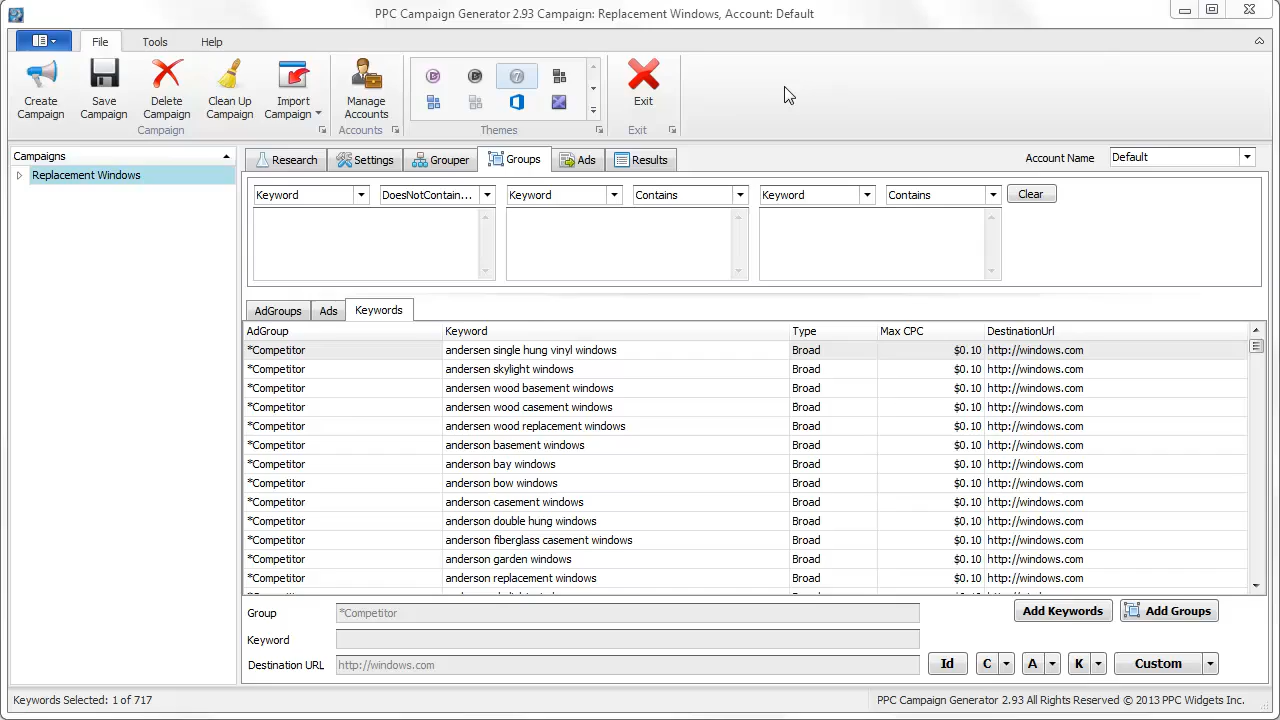 PPC Campaign Generator 2.93 Campaign: Replacement Windows, Account: Default
File Tools Help
Create Campaign
Save Campaign
Delete Campaign
Clean Up Campaign
Import Campaign
Manage Accounts
Exit
Campaign Accounts Themes Exit
Campaigns
Replacement Windows
Research Settings Grouper Groups Ads Results
Account Name Default
Keyword DoesNotContain... Keyword Contains Keyword Contains Clear
AdGroups Ads Keywords
AdGroup Keyword Type Max CPC DestinationUrl
*Competitor andersen single hung vinyl windows Broad $0.10 http://windows.com
*Competitor andersen skylight windows Broad $0.10 http://windows.com
*Competitor andersen wood basement windows Broad $0.10 http://windows.com
*Competitor andersen wood casement windows Broad $0.10 http://windows.com
*Competitor andersen wood replacement windows Broad $0.10 http://windows.com
*Competitor anderson basement windows Broad $0.10 http://windows.com
*Competitor anderson bay windows Broad $0.10 http://windows.com
*Competitor anderson bow windows Broad $0.10 http://windows.com
*Competitor anderson casement windows Broad $0.10 http://windows.com
*Competitor anderson double hung windows Broad $0.10 http://windows.com
*Competitor anderson fiberglass casement windows Broad $0.10 http://windows.com
*Competitor anderson garden windows Broad $0.10 http://windows.com
*Competitor anderson replacement windows Broad $0.10 http://windows.com
Group *Competitor Add Keywords Add Groups
Keyword
Destination URL http://windows.com Id C A K Custom
Keywords Selected: 1 of 717
PPC Campaign Generator 2.93 All Rights Reserved © 2013 PPC Widgets Inc.